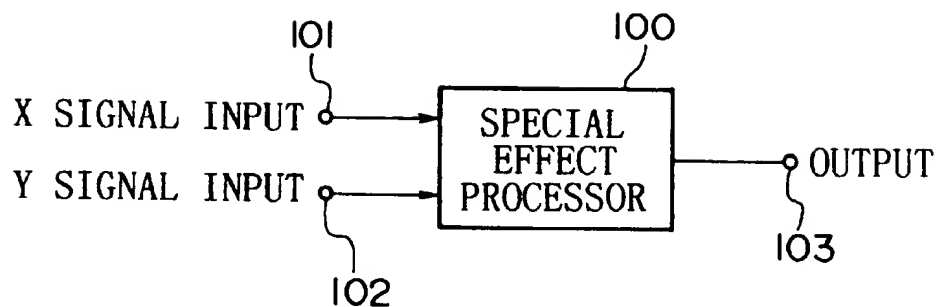 101
100
X SIGNAL INPUT
SPECIAL
EFFECT
PROCESSOR
OUTPUT
Y SIGNAL INPUT
102
103